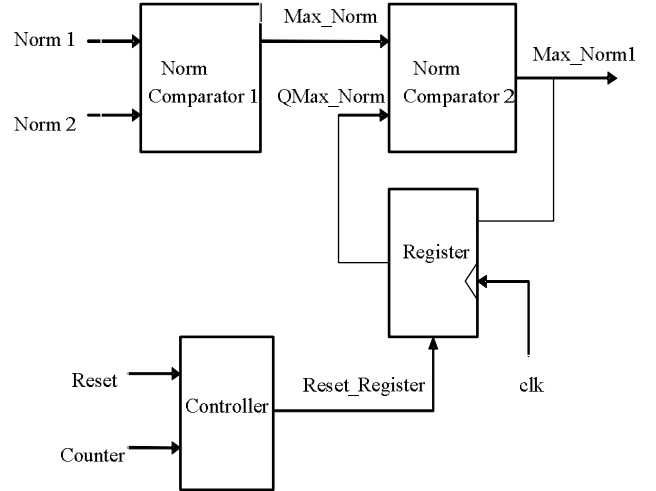 Norm 1
Norm 2
Norm
Comparator 1
Max_Norm
QMax_Norm
Norm
Comparator 2
Max_Norm1
Register
clk
Reset
Counter
Controller
Reset_Register